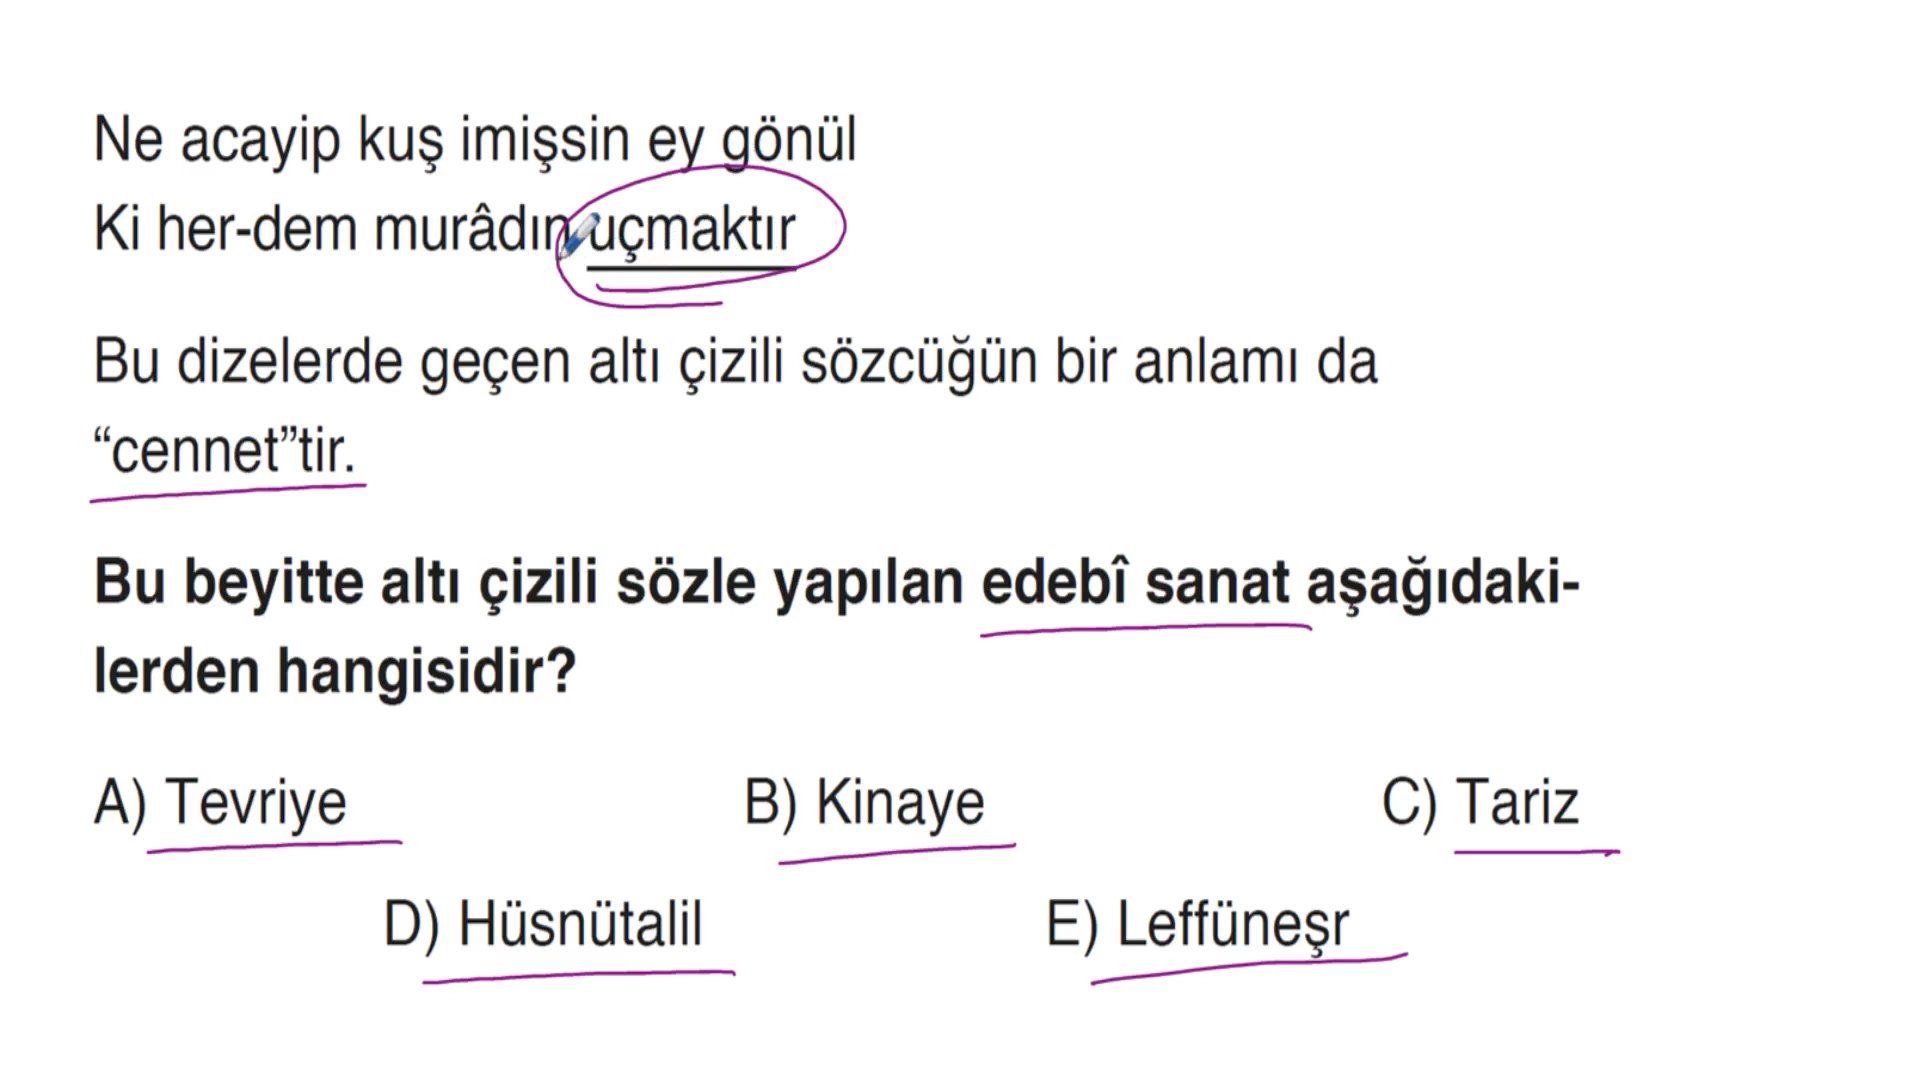 Ne acayip kuş imişsin ey gönül
Ki her-dem murâdın uçmaktır
Bu dizelerde geçen altı çizili sözcüğün bir anlamı da
“cennet”tir.
Bu beyitte altı çizili sözle yapılan edebî sanat aşağıdaki-
lerden hangisidir?
A) Tevriye B) Kinaye C) Tariz
D) Hüsnütalil E) Leffüneşr